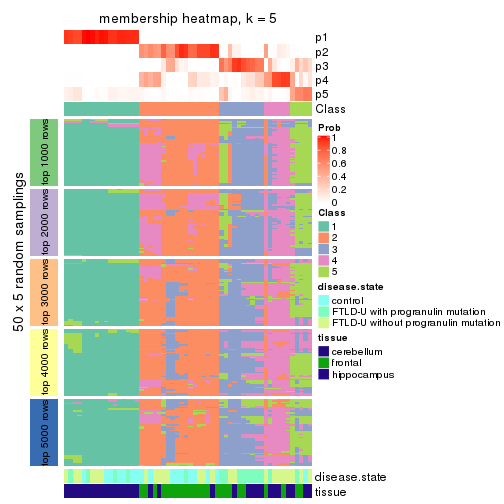 membership heatmap, k = 5
p1
p2
p3
p4
p5
Class
50 x 5 random samplings
top 1000 rows
top 2000 rows
top 3000 rows
top 4000 rows
top 5000 rows
Prob
1
0.8
0.6
0.4
0.2
0
Class
1
2
3
4
5
disease.state
control
FTLD-U with progranulin mutation
FTLD-U without progranulin mutation
tissue
cerebellum
frontal
hippocampus
disease.state
tissue